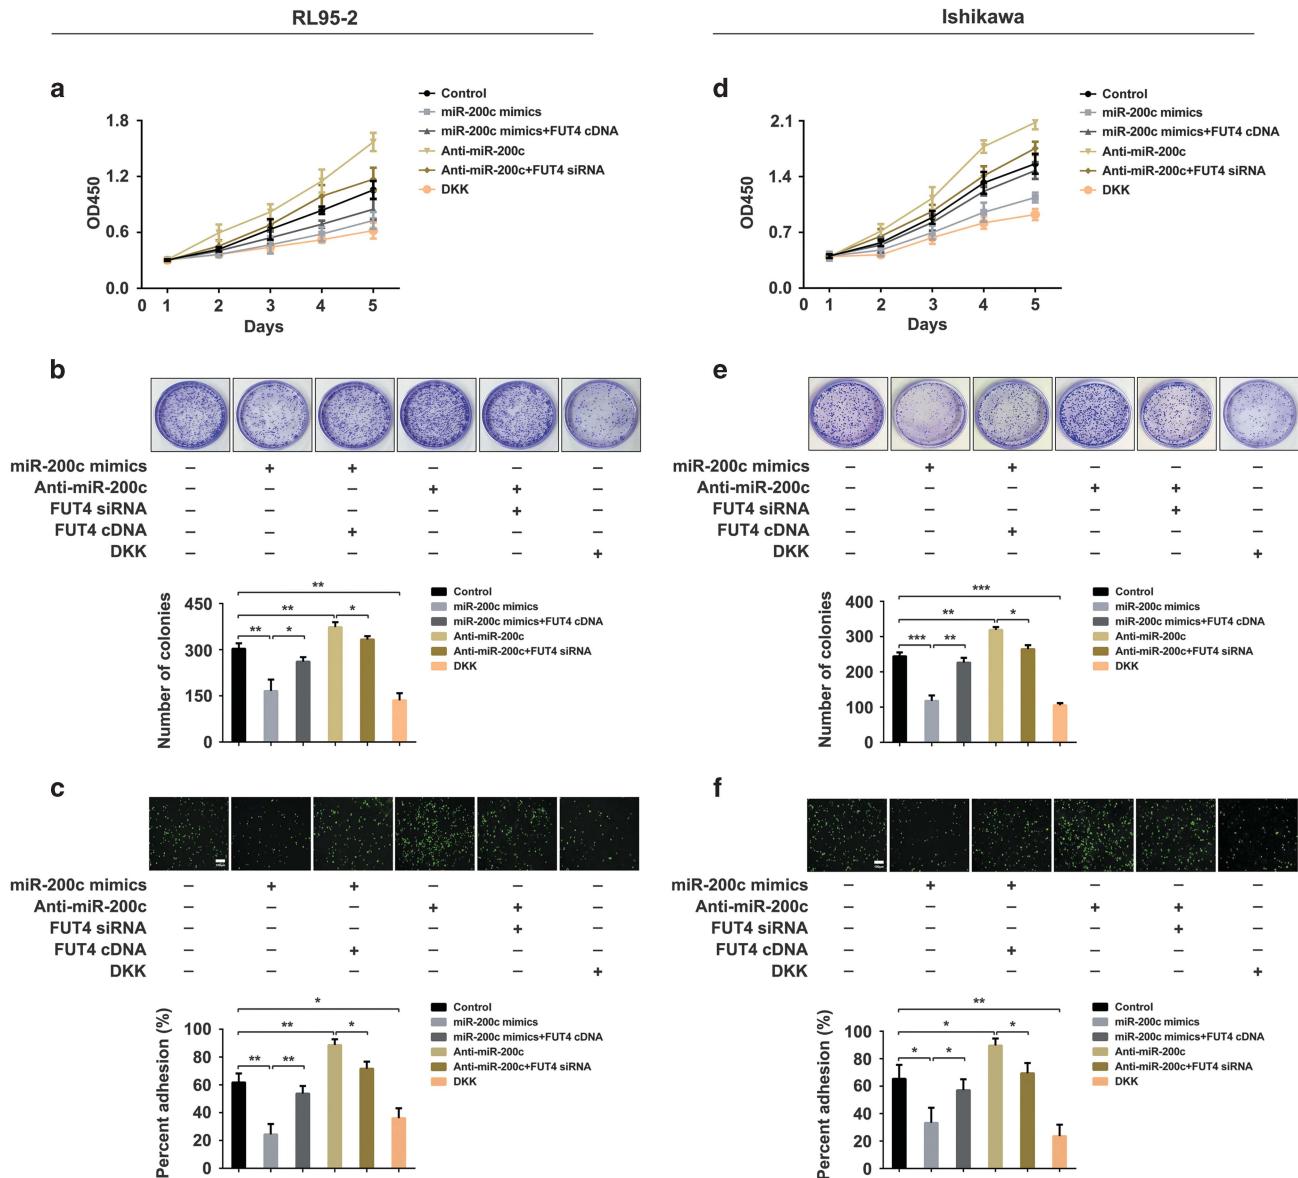 RL95-2
Ishikawa
a
OD450
1.8
1.2
0.6
0.0
0 1 2 3 4 5
Days
Control
miR-200c mimics
miR-200c mimics+FUT4 cDNA
Anti-miR-200c
Anti-miR-200c+FUT4 siRNA
DKK
d
OD450
2.1
1.4
0.7
0.0
0 1 2 3 4 5
Days
Control
miR-200c mimics
miR-200c mimics+FUT4 cDNA
Anti-miR-200c
Anti-miR-200c+FUT4 siRNA
DKK
b
miR-200c mimics – + + – – –
Anti-miR-200c – – – + + –
FUT4 siRNA – – – – + –
FUT4 cDNA – – + – – –
DKK – – – – – +
Number of colonies
450
300
150
0
**
** *
** *
Control
miR-200c mimics
miR-200c mimics+FUT4 cDNA
Anti-miR-200c
Anti-miR-200c+FUT4 siRNA
DKK
e
miR-200c mimics – + + – – –
Anti-miR-200c – – – + + –
FUT4 siRNA – – – – + –
FUT4 cDNA – – + – – –
DKK – – – – – +
Number of colonies
400
300
200
100
0
***
** *
*** **
Control
miR-200c mimics
miR-200c mimics+FUT4 cDNA
Anti-miR-200c
Anti-miR-200c+FUT4 siRNA
DKK
c
miR-200c mimics – + + – – –
Anti-miR-200c – – – + + –
FUT4 siRNA – – – – + –
FUT4 cDNA – – + – – –
DKK – – – – – +
Percent adhesion (%)
100
80
60
40
20
0
*
** *
** **
Control
miR-200c mimics
miR-200c mimics+FUT4 cDNA
Anti-miR-200c
Anti-miR-200c+FUT4 siRNA
DKK
f
miR-200c mimics – + + – – –
Anti-miR-200c – – – + + –
FUT4 siRNA – – – – + –
FUT4 cDNA – – + – – –
DKK – – – – – +
Percent adhesion (%)
100
80
60
40
20
0
**
* *
* *
Control
miR-200c mimics
miR-200c mimics+FUT4 cDNA
Anti-miR-200c
Anti-miR-200c+FUT4 siRNA
DKK